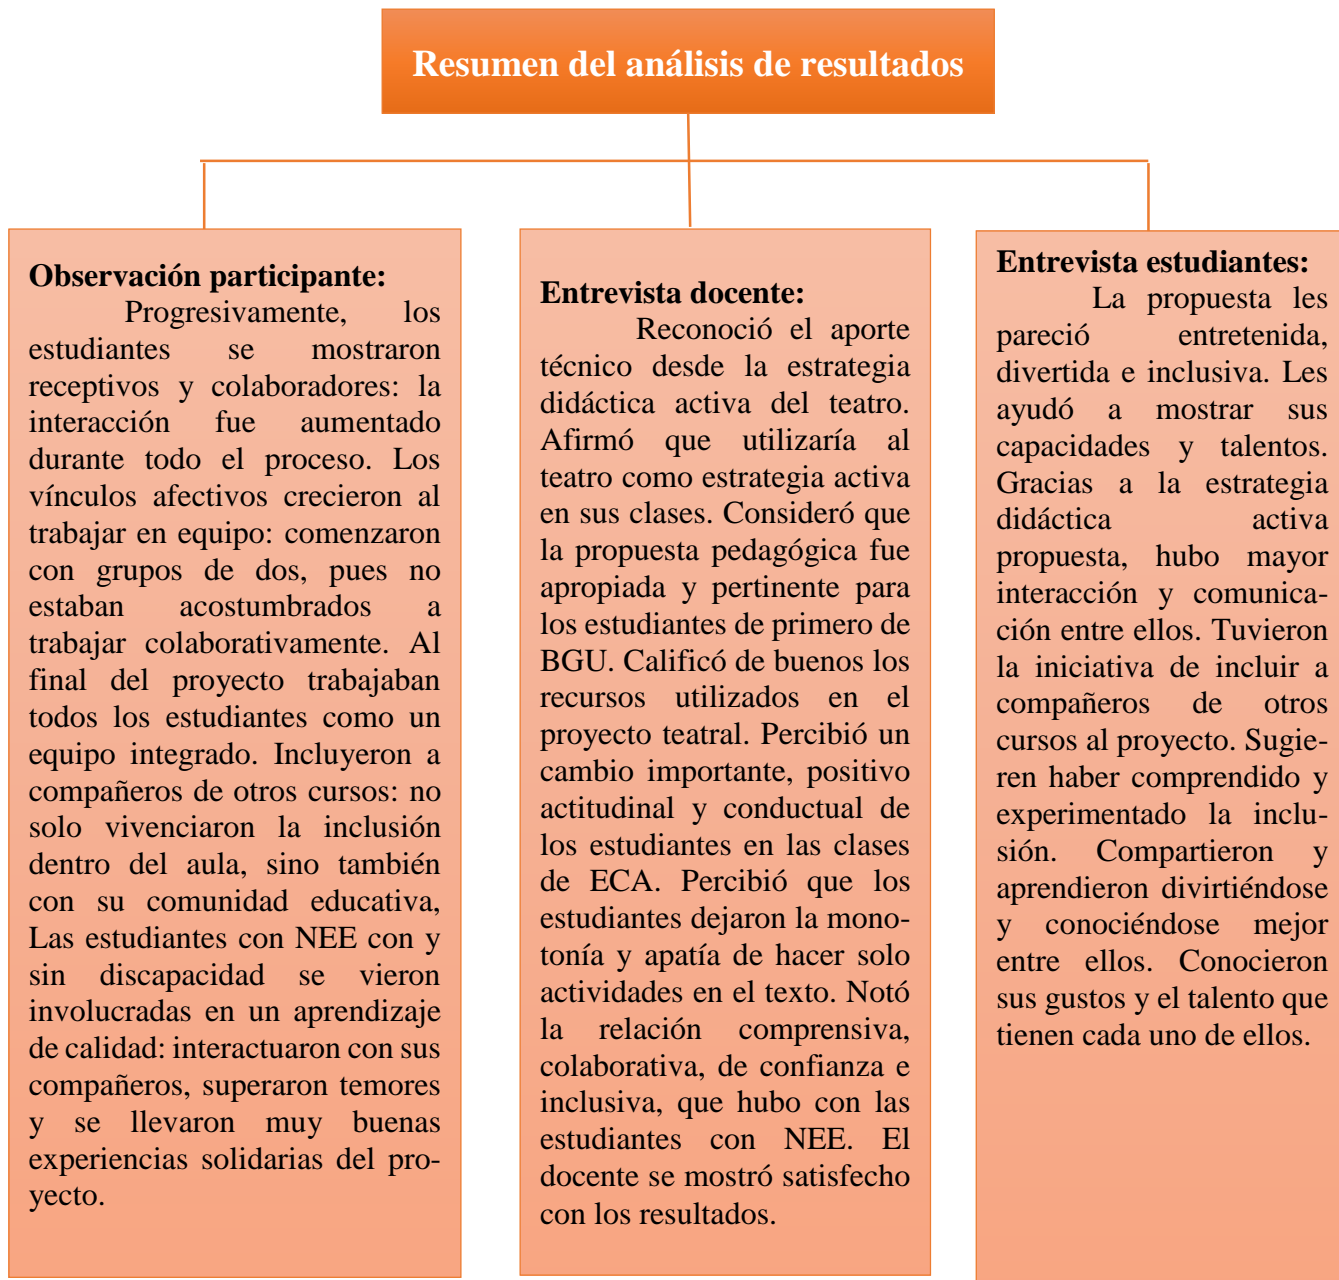 Resumen del análisis de resultados
Observación participante:
Progresivamente, los
estudiantes se mostraron
receptivos y colaboradores: la
interacción fue aumentado
durante todo el proceso. Los
vínculos afectivos crecieron al
trabajar en equipo: comenzaron
con grupos de dos, pues no
estaban acostumbrados a
trabajar colaborativamente. Al
final del proyecto trabajaban
todos los estudiantes como un
equipo integrado. Incluyeron a
compañeros de otros cursos: no
solo vivenciaron la inclusión
dentro del aula, sino también
con su comunidad educativa,
Las estudiantes con NEE con y
sin discapacidad se vieron
involucradas en un aprendizaje
de calidad: interactuaron con sus
compañeros, superaron temores
y se llevaron muy buenas
experiencias solidarias del pro-
yecto.
Entrevista docente:
Reconoció el aporte
técnico desde la estrategia
didáctica activa del teatro.
Afirmó que utilizaría al
teatro como estrategia activa
en sus clases. Consideró que
la propuesta pedagógica fue
apropiada y pertinente para
los estudiantes de primero de
BGU. Calificó de buenos los
recursos utilizados en el
proyecto teatral. Percibió un
cambio importante, positivo
actitudinal y conductual de
los estudiantes en las clases
de ECA. Percibió que los
estudiantes dejaron la mono-
tonía y apatía de hacer solo
actividades en el texto. Notó
la relación comprensiva,
colaborativa, de confianza e
inclusiva, que hubo con las
estudiantes con NEE. El
docente se mostró satisfecho
con los resultados.
Entrevista estudiantes:
La propuesta les
pareció entretenida,
divertida e inclusiva. Les
ayudó a mostrar sus
capacidades y talentos.
Gracias a la estrategia
didáctica activa
propuesta, hubo mayor
interacción y comunica-
ción entre ellos. Tuvieron
la iniciativa de incluir a
compañeros de otros
cursos al proyecto. Sugie-
ren haber comprendido y
experimentado la inclu-
sión. Compartieron y
aprendieron divirtiéndose
y conociéndose mejor
entre ellos. Conocieron
sus gustos y el talento que
tienen cada uno de ellos.